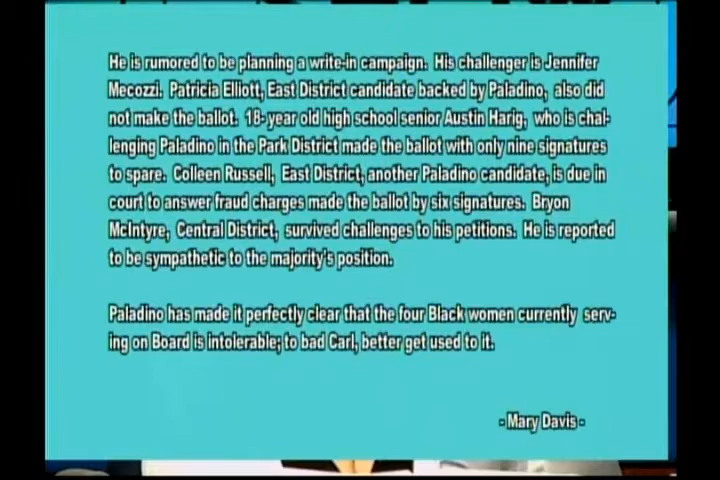 He is rumored to be planning a write-in campaign. His challenger is Jennifer
Mecozzi. Patricia Elliott, East District candidate backed by Paladino, also did
not make the ballot. 18-year old high school senior Austin Harig, who is chal-
lenging Paladino in the Park District made the ballot with only nine signatures
to spare. Colleen Russell, East District, another Paladino candidate, is due in
court to answer fraud charges made the ballot by six signatures. Bryon
McIntyre, Central District, survived challenges to his petitions. He is reported
to be sympathetic to the majority's position.
Paladino has made it perfectly clear that the four Black women currently serv-
ing on Board is intolerable; to bad Carl, better get used to it.
- Mary Davis -